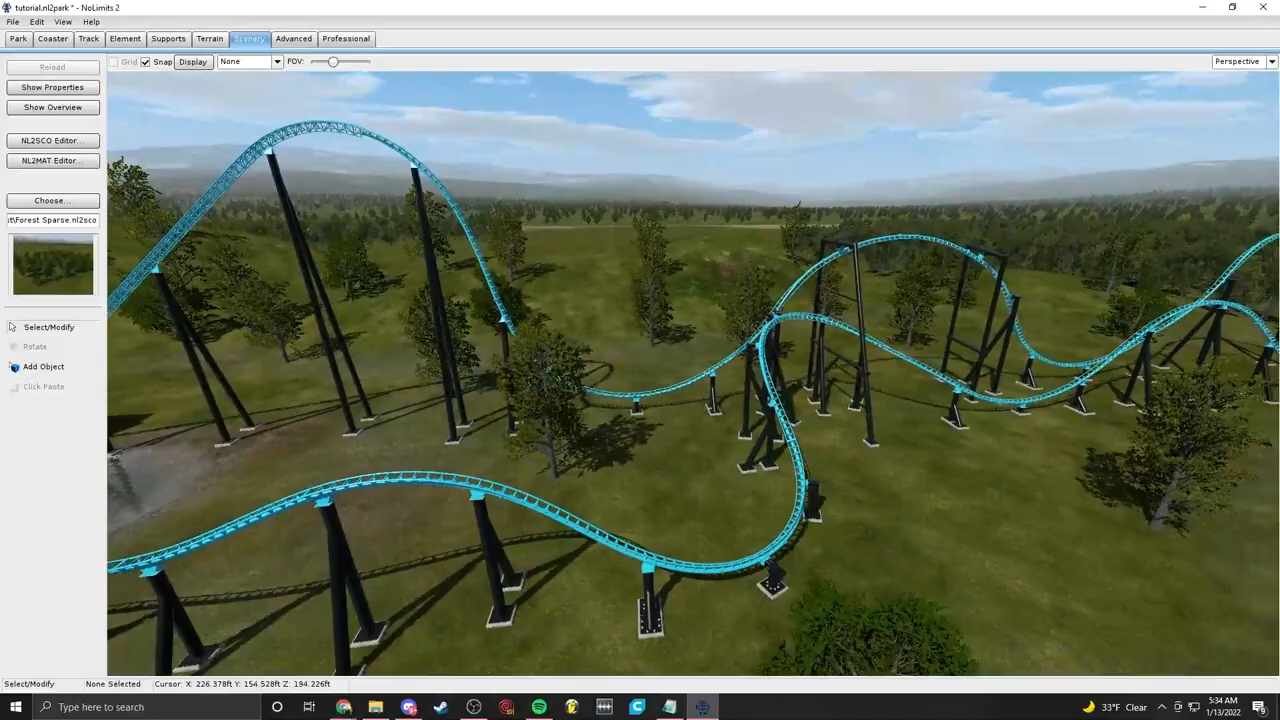 tutorial.nl2park * - NoLimits 2
File Edit View Help
Park Coaster Track Element Supports Terrain Scenery Advanced Professional
Reload Grid Snap Display None FOV: Perspective
Show Properties
Show Overview
NL2SCO Editor...
NL2MAT Editor...
Choose...
rt\Forest Sparse.nl2sco
Select/Modify
Rotate
Add Object
Click Paste
Select/Modify None Selected Cursor: X: 226.378ft Y: 154.528ft Z: 194.226ft
Type here to search
33°F Clear
5:34 AM
1/13/2022